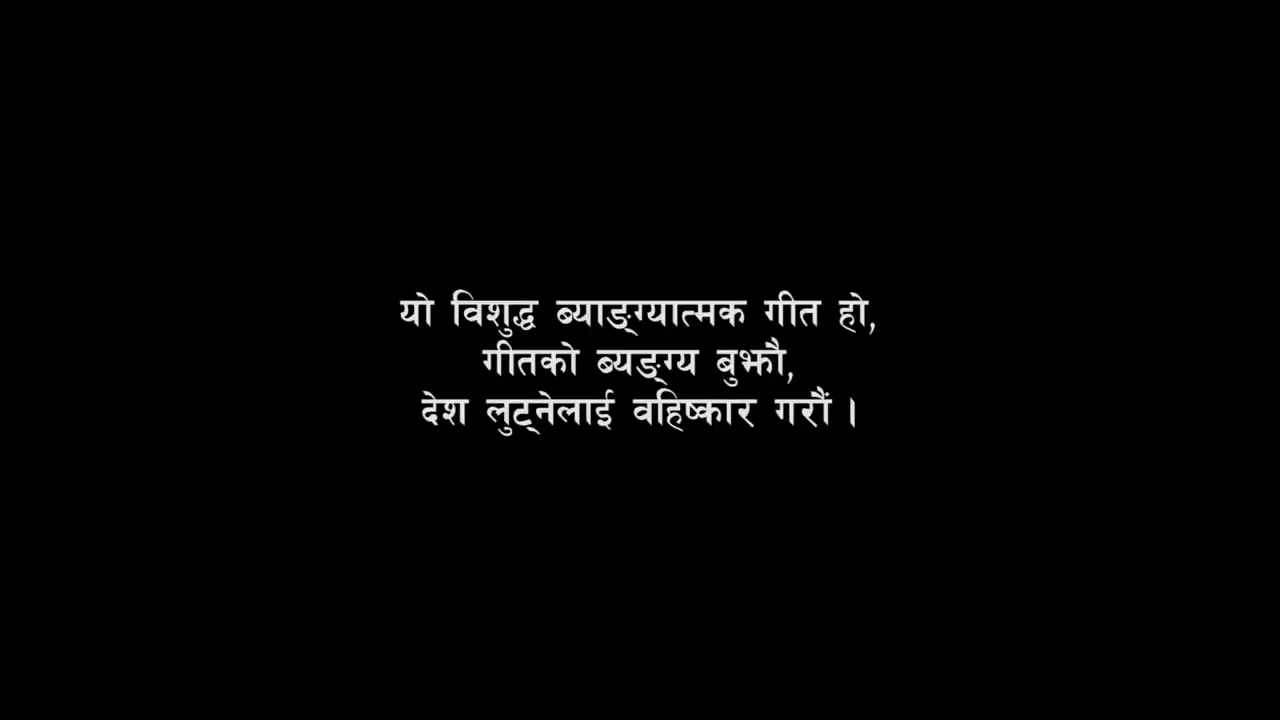 यो विशुद्ध ब्याङ्ग्यात्मक गीत हो,
गीतको ब्यङ्ग्य बुझौ,
देश लुट्नेलाई वहिष्कार गरौं ।